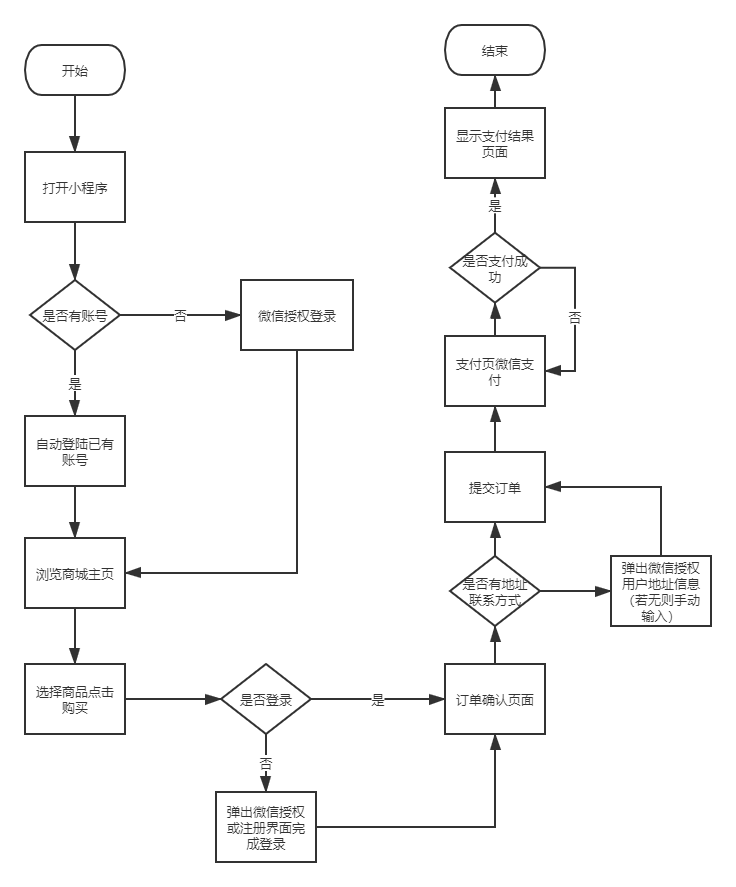 开始
打开小程序
是否有账号
否
微信授权登录
是
自动登陆已有
账号
浏览商城主页
选择商品点击
购买
是否登录
是
否
弹出微信授权
或注册界面完
成登录
订单确认页面
是否有地址
联系方式
弹出微信授权
用户地址信息
（若无则手动
输入）
提交订单
支付页微信支
付
是否支付成
功
否
是
显示支付结果
页面
结束